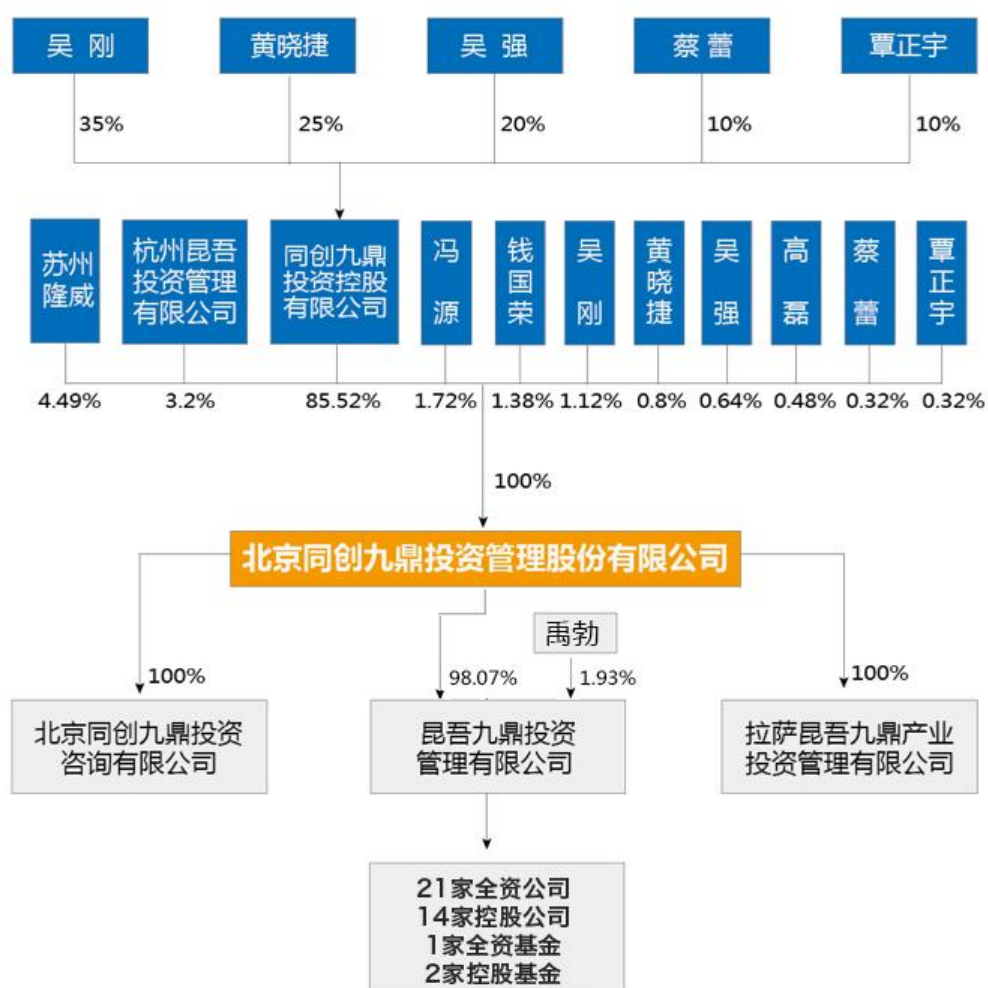 吴 刚
黄晓捷
吴 强
蔡 蕾
覃正宇
35%
25%
20%
10%
10%
苏州
隆威
杭州昆吾
投资管理
有限公司
同创九鼎
投资控股
有限公司
冯
源
钱
国
荣
吴
刚
黄
晓
捷
吴
强
高
磊
蔡
蕾
覃
正
宇
4.49%
3.2%
85.52%
1.72%
1.38%
1.12%
0.8%
0.64%
0.48%
0.32%
0.32%
100%
北京同创九鼎投资管理股份有限公司
禹勃
100%
98.07%
1.93%
100%
北京同创九鼎投资
咨询有限公司
昆吾九鼎投资
管理有限公司
拉萨昆吾九鼎产业
投资管理有限公司
21家全资公司
14家控股公司
1家全资基金
2家控股基金